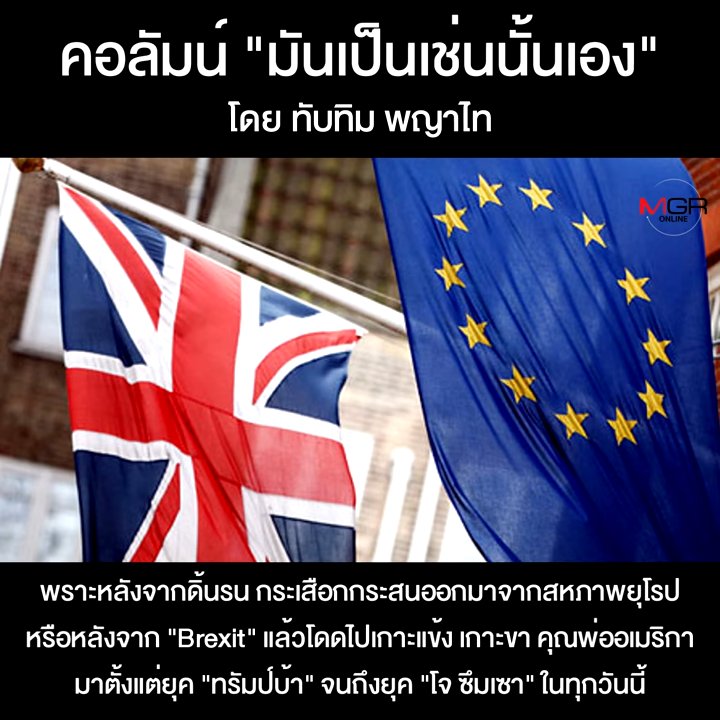 คอลัมน์ "มันเป็นเช่นนั้นเอง"
โดย ทับทิม พญาไท
MGR
ONLINE
พราะหลังจากดิ้นรน กระเสือกกระสนออกมาจากสหภาพยุโรป
หรือหลังจาก "Brexit" แล้วโดดไปเกาะแข้ง เกาะขา คุณพ่ออเมริกา
มาตั้งแต่ยุค "ทรัมป์บ้า" จนถึงยุค "โจ ซึมเซา" ในทุกวันนี้